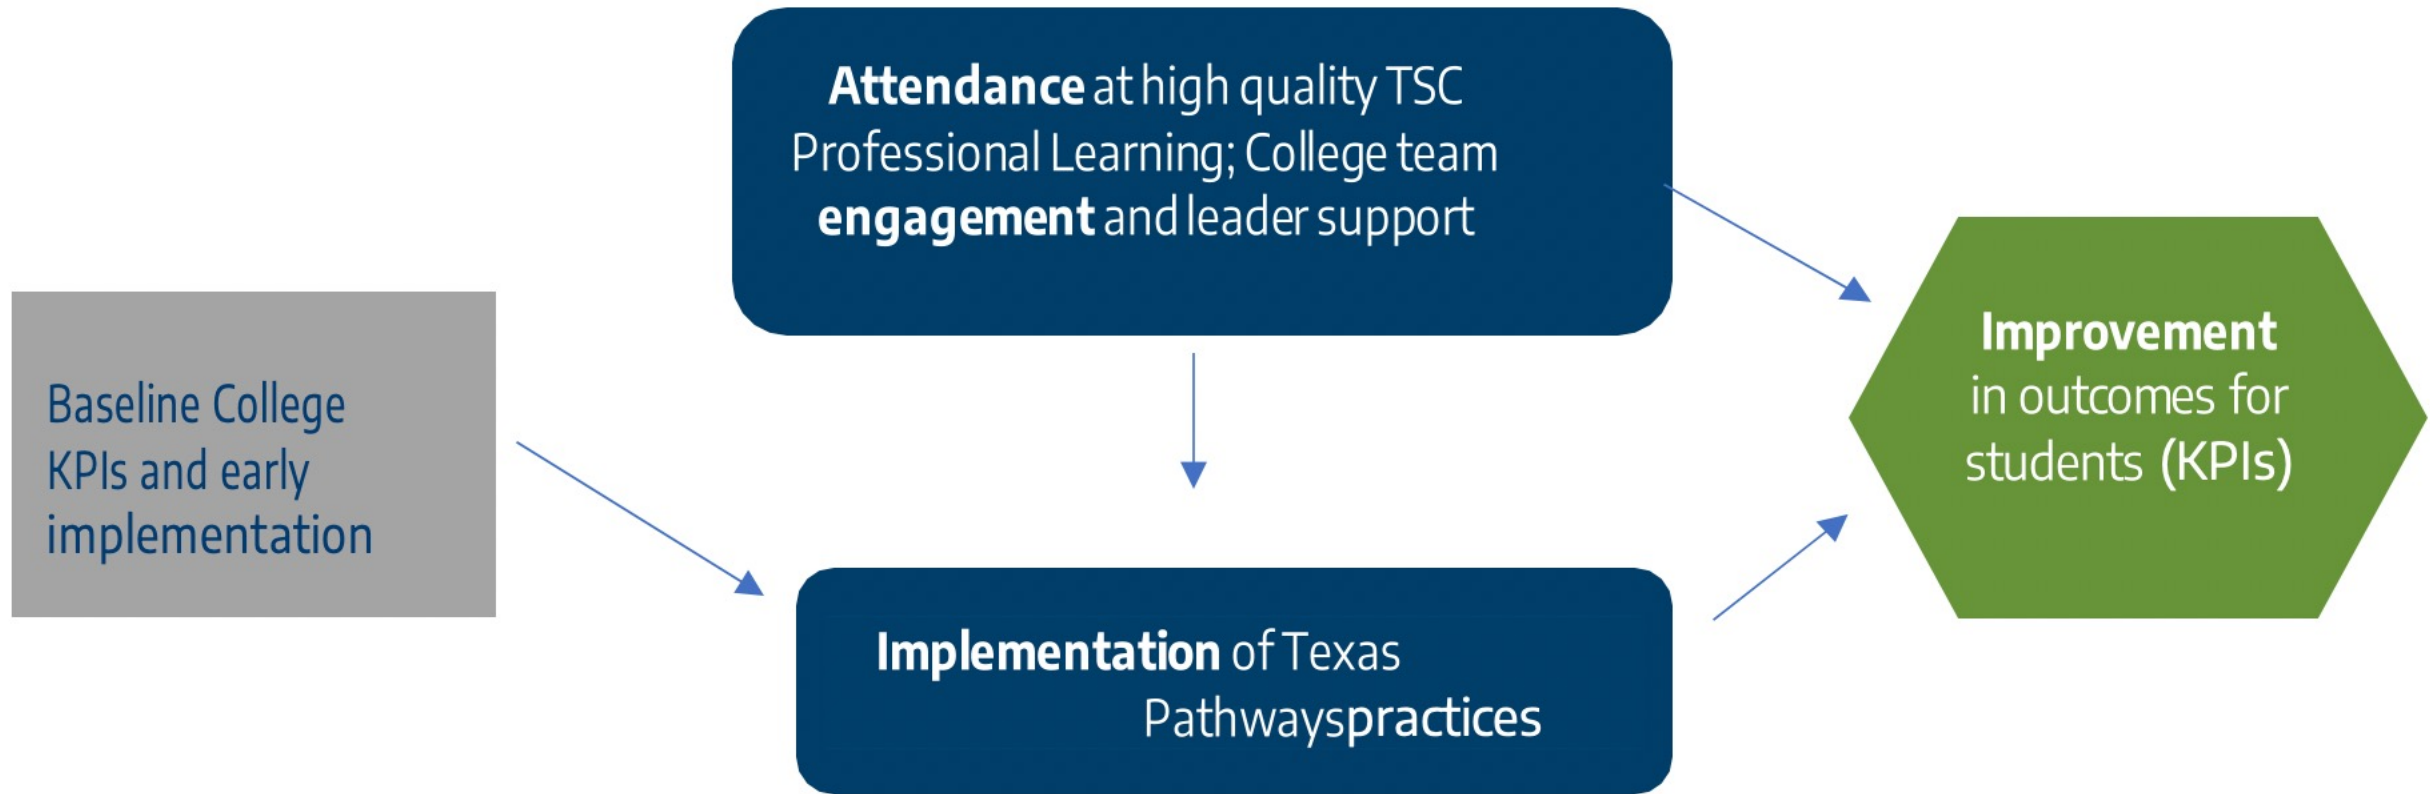 Attendance at high quality TSC
Professional Learning; College team
engagement and leader support
Baseline College
KPIs and early
implementation
Improvement
in outcomes for
students (KPIs)
Implementation of Texas
Pathwayspractices